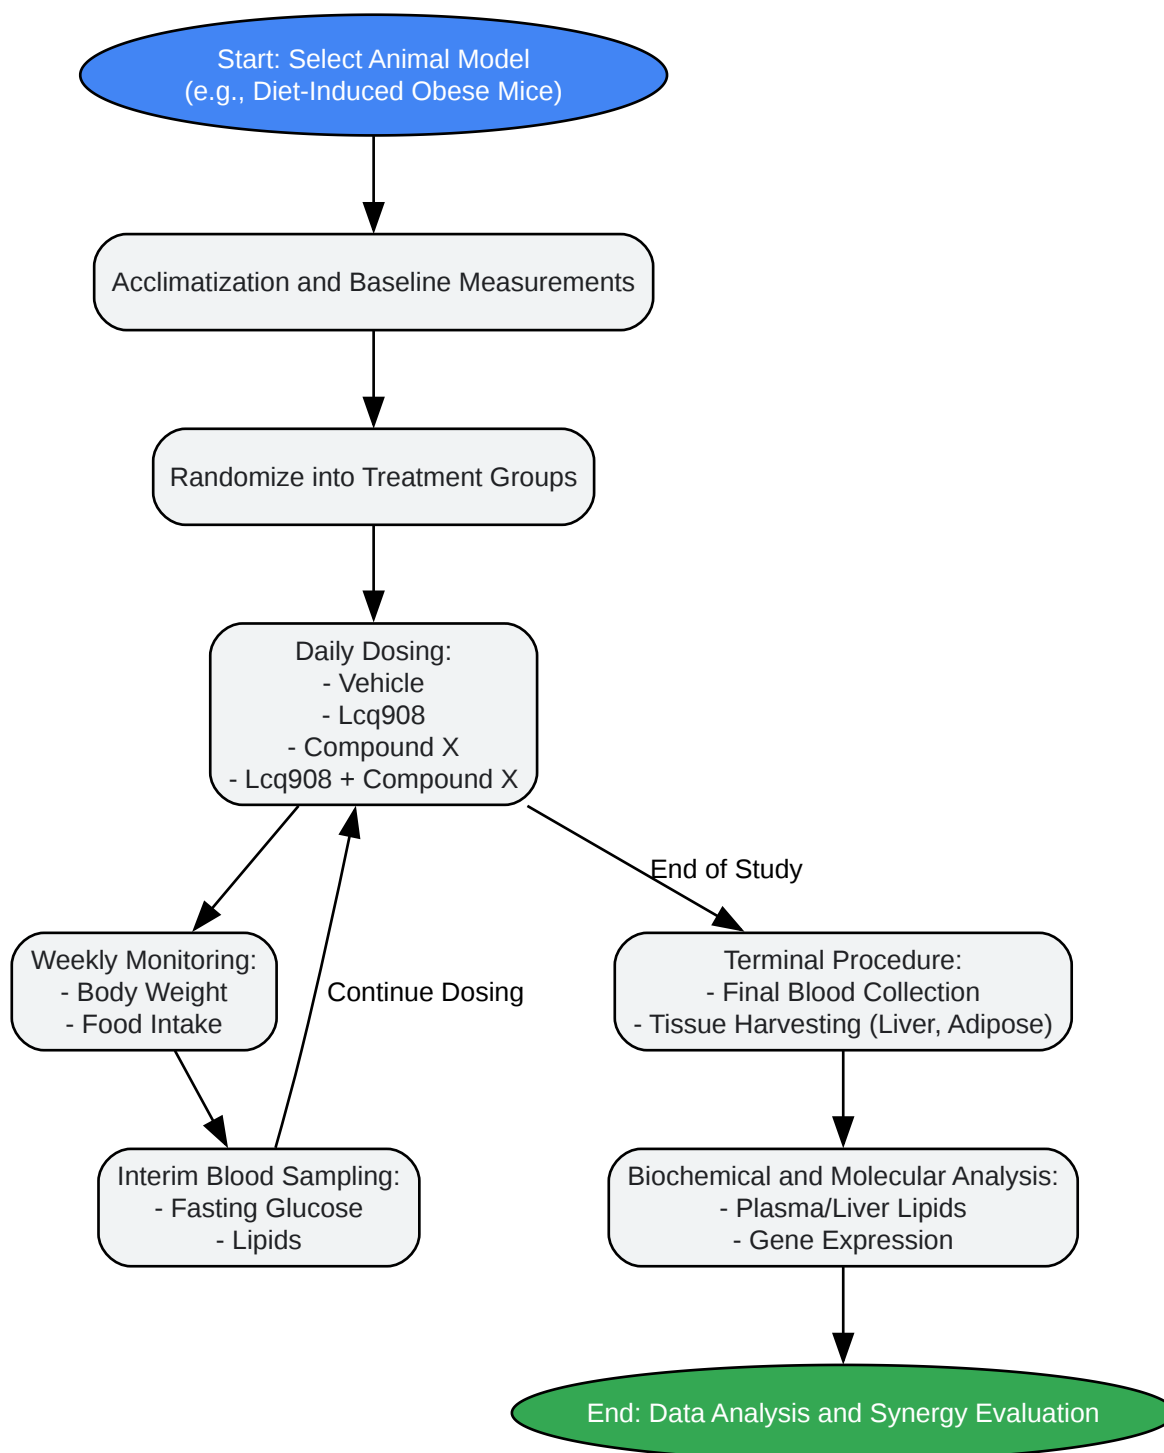 Start: Select Animal Model
(e.g., Diet-Induced Obese Mice)
Acclimatization and Baseline Measurements
Randomize into Treatment Groups
Daily Dosing:
- Vehicle
- Lcq908
- Compound X
- Lcq908 + Compound X
End of Study
Weekly Monitoring:
- Body Weight
- Food Intake
Continue Dosing
Terminal Procedure:
- Final Blood Collection
- Tissue Harvesting (Liver, Adipose)
Interim Blood Sampling:
- Fasting Glucose
- Lipids
Biochemical and Molecular Analysis:
- Plasma/Liver Lipids
- Gene Expression
End: Data Analysis and Synergy Evaluation